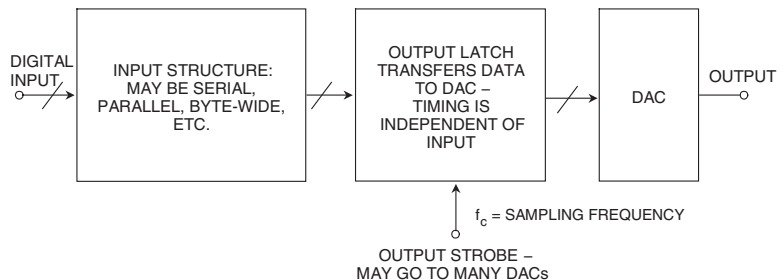 DIGITAL
INPUT
INPUT STRUCTURE:
MAY BE SERIAL,
PARALLEL, BYTE-WIDE,
ETC.
OUTPUT LATCH
TRANSFERS DATA
TO DAC –
TIMING IS
INDEPENDENT OF
INPUT
DAC
OUTPUT
fc = SAMPLING FREQUENCY
OUTPUT STROBE –
MAY GO TO MANY DACs